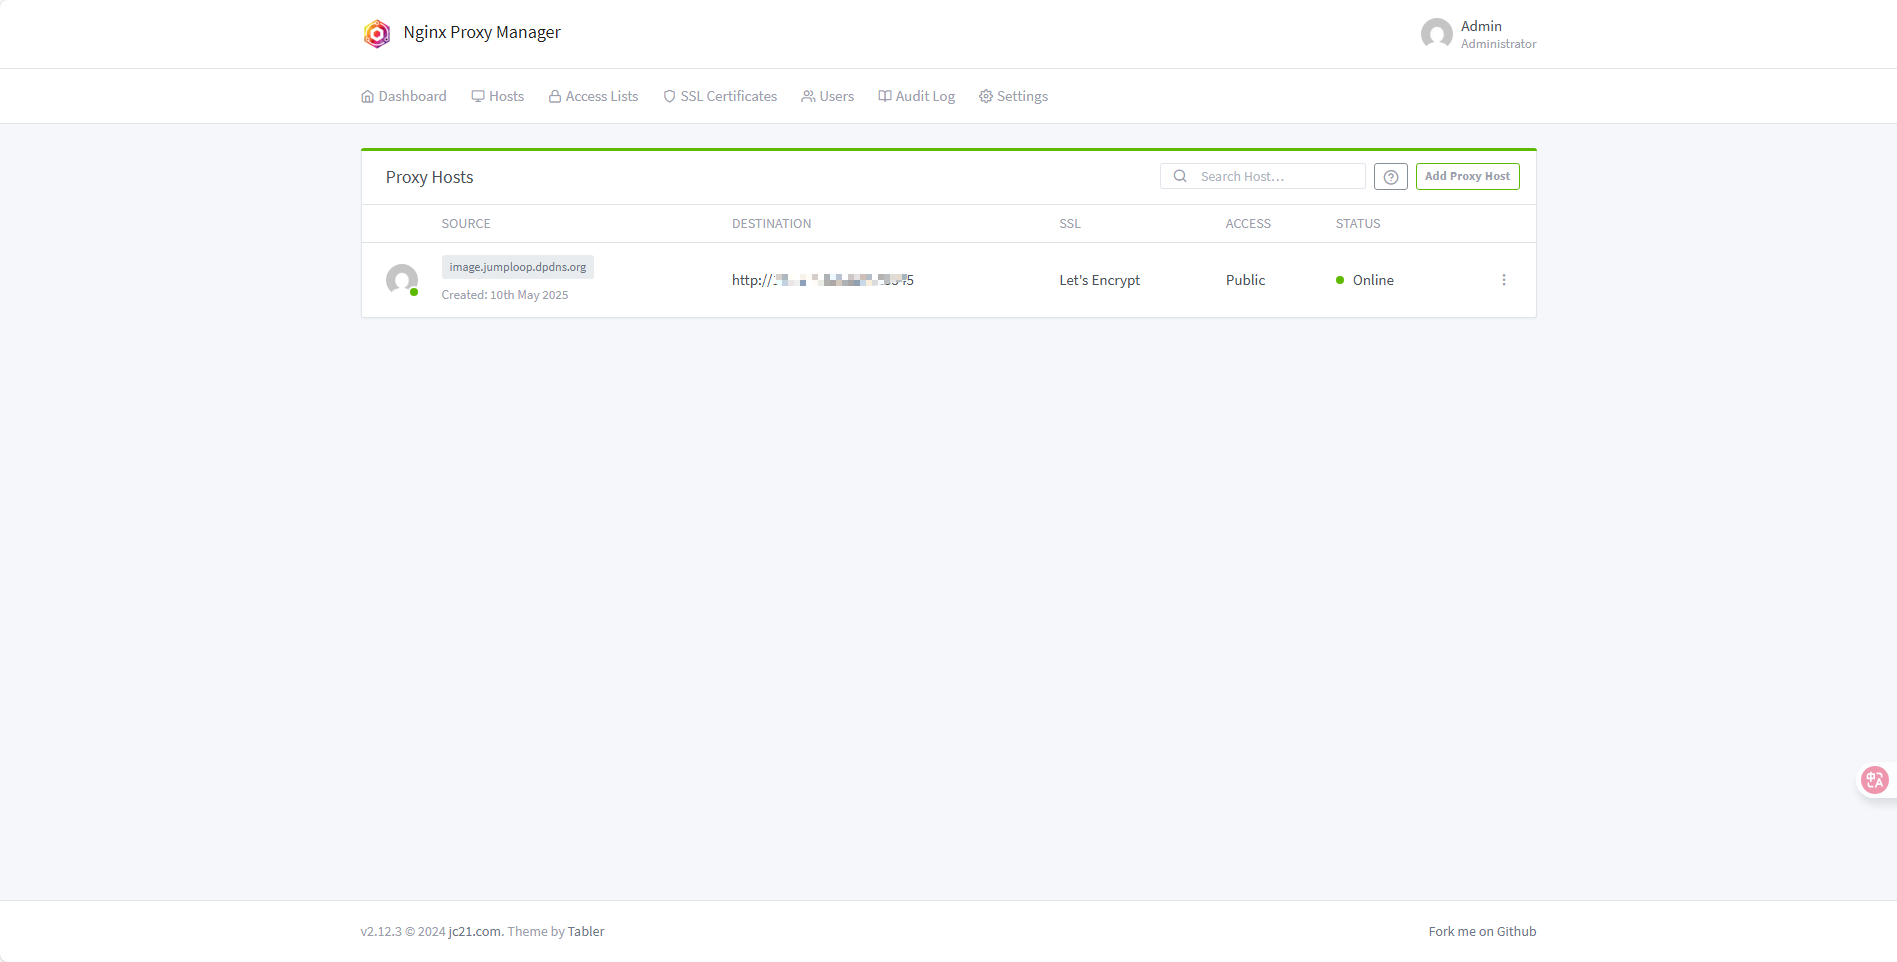 Nginx Proxy Manager
Admin
Administrator
Dashboard Hosts Access Lists SSL Certificates Users Audit Log Settings
Proxy Hosts
Search Host...
Add Proxy Host
SOURCE DESTINATION SSL ACCESS STATUS
image.jumploop.dpdns.org
Created: 10th May 2025
http:// Let's Encrypt Public Online
v2.12.3 © 2024 jc21.com. Theme by Tabler
Fork me on Github